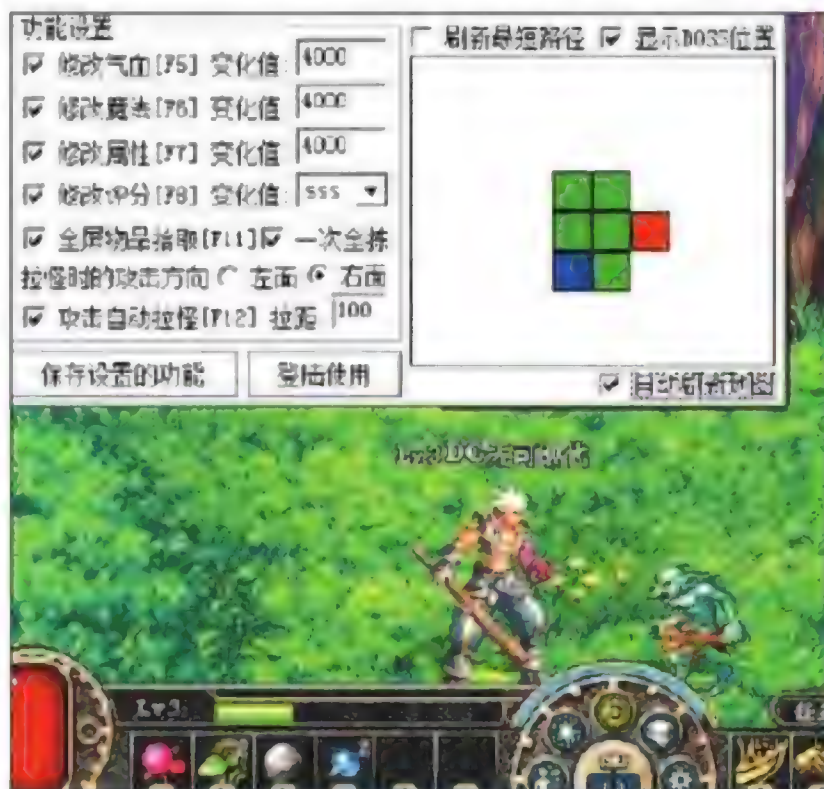 功能设置
修改气血[F5] 变化值: 4000
修改魔法[F6] 变化值: 4000
修改属性[F7] 变化值: 4000
修改评分[F8] 变化值: SSS
全屏物品拾取[F11] 一次全捡
拉怪时的攻击方向 左面 右面
攻击自动拉怪[F12] 拉距 100
保存设置的功能 登陆使用
刷新最短路径 显示BOSS位置
自动刷新地图
Lv3